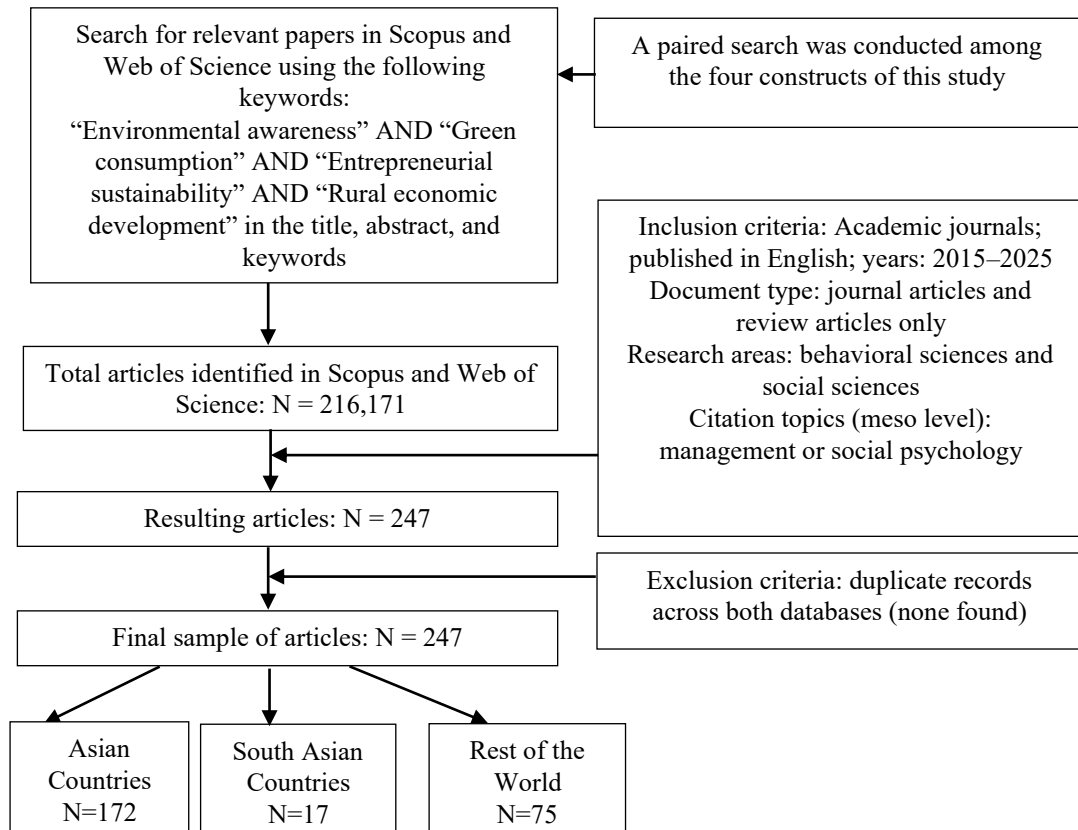 Search for relevant papers in Scopus and
Web of Science using the following
keywords:
“Environmental awareness” AND “Green
consumption” AND “Entrepreneurial
sustainability” AND “Rural economic
development” in the title, abstract, and
keywords
A paired search was conducted among
the four constructs of this study
Total articles identified in Scopus and Web of
Science: N = 216,171
Inclusion criteria: Academic journals;
published in English; years: 2015–2025
Document type: journal articles and
review articles only
Research areas: behavioral sciences and
social sciences
Citation topics (meso level):
management or social psychology
Resulting articles: N = 247
Exclusion criteria: duplicate records
across both databases (none found)
Final sample of articles: N = 247
Asian
Countries
N=172
South Asian
Countries
N=17
Rest of the
World
N=75